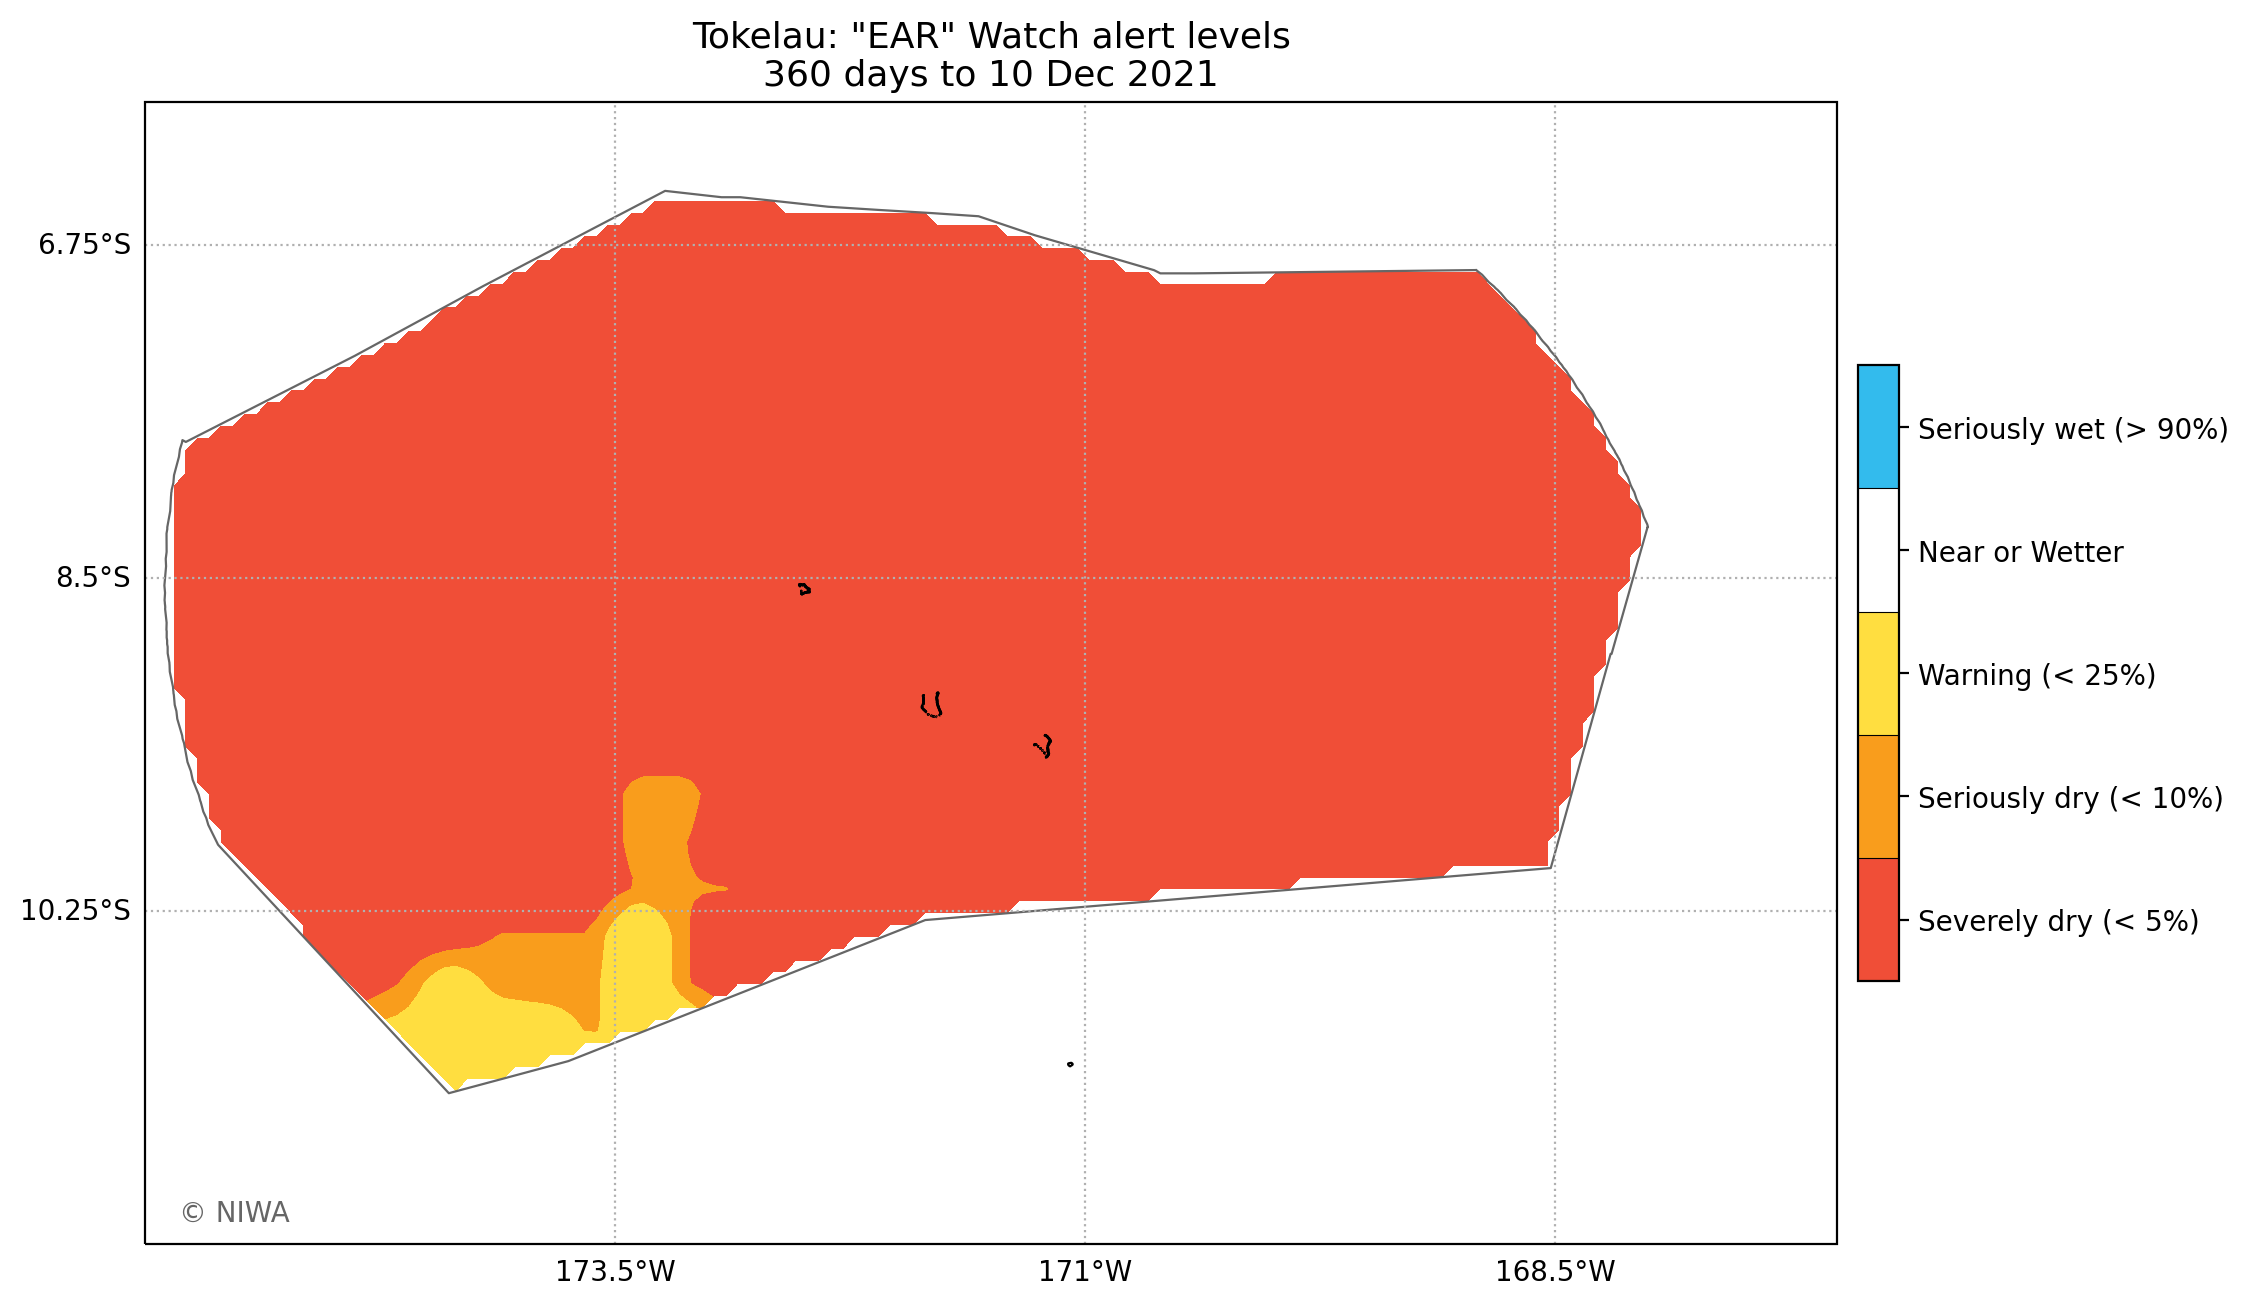 Tokelau: "EAR" Watch alert levels
360 days to 10 Dec 2021
6.75°S
8.5°S
10.25°S
173.5°W
171°W
168.5°W
Seriously wet (> 90%)
Near or Wetter
Warning (< 25%)
Seriously dry (< 10%)
Severely dry (< 5%)
© NIWA